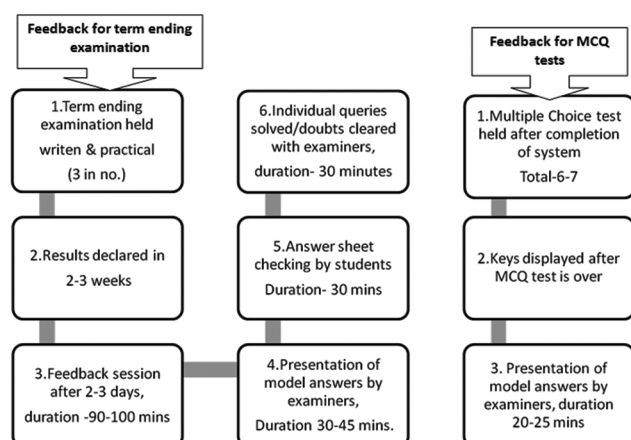 Feedback for term ending
examination
1.Term ending
examination held
writen & practical
(3 in no.)
2.Results declared in
2-3 weeks
3.Feedback session
after 2-3 days,
duration -90-100 mins
4.Presentation of
model answers by
examiners,
Duration 30-45 mins.
5.Answer sheet
checking by students
Duration- 30 mins
6.Individual queries
solved/doubts cleared
with examiners,
duration- 30 minutes
Feedback for MCQ
tests
1.Multiple Choice test
held after completion
of system
Total-6-7
2.Keys displayed after
MCQ test is over
3. Presentation of
model answers by
examiners, duration
20-25 mins